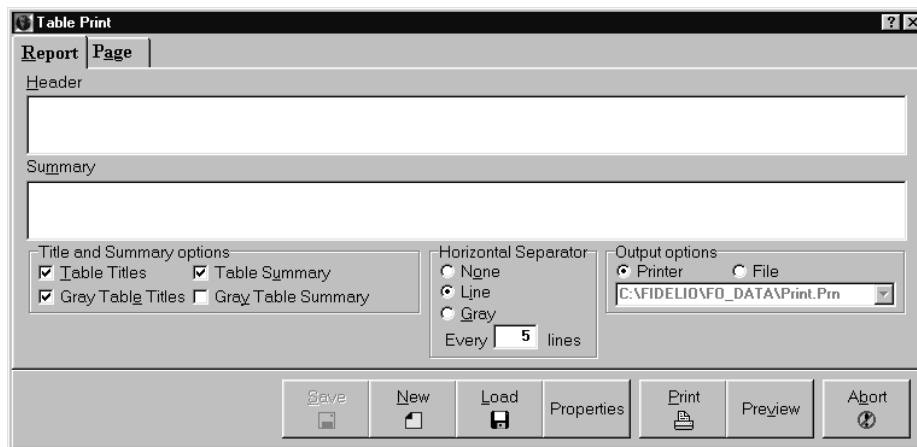 Table Print
Report Page
Header
Summary
Title and Summary options
Table Titles Table Summary
Gray Table Titles Gray Table Summary
Horizontal Separator
None
Line
Gray
Every 5 lines
Output options
Printer File
C:\FIDELIO\FO_DATA\Print.Prn
Save New Load Properties Print Preview Abort